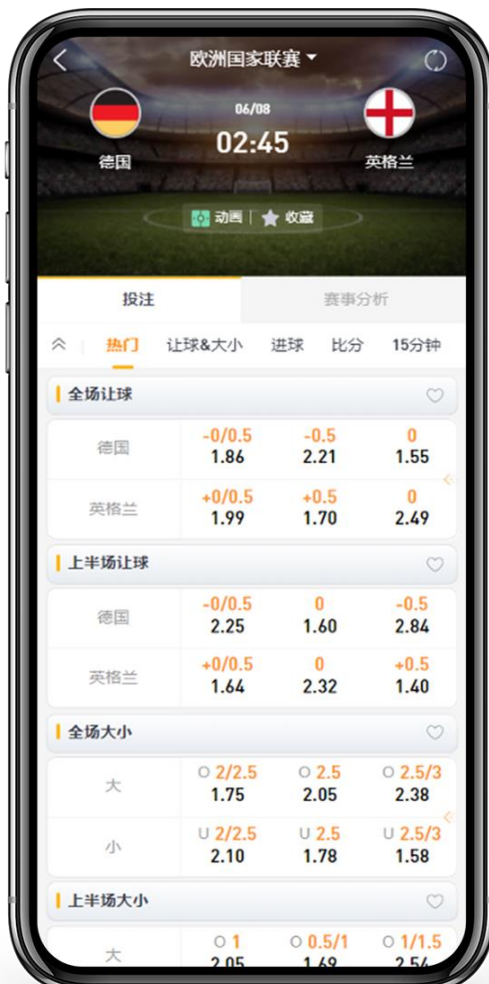 欧洲国家联赛
06/08
02:45
德国
英格兰
动画 收藏
投注 赛事分析
热门 让球&大小 进球 比分 15分钟
全场让球
-0/0.5 -0.5 0
德国
1.86 2.21 1.55
+0/0.5 +0.5 0
英格兰
1.99 1.70 2.49
上半场让球
-0/0.5 0 -0.5
德国
2.25 1.60 2.84
+0/0.5 0 +0.5
英格兰
1.64 2.32 1.40
全场大小
O 2/2.5 O 2.5 O 2.5/3
大
1.75 2.05 2.38
U 2/2.5 U 2.5 U 2.5/3
小
2.10 1.78 1.58
上半场大小
O 1 O 0.5/1 O 1/1.5
大
2.05 1.69 2.54